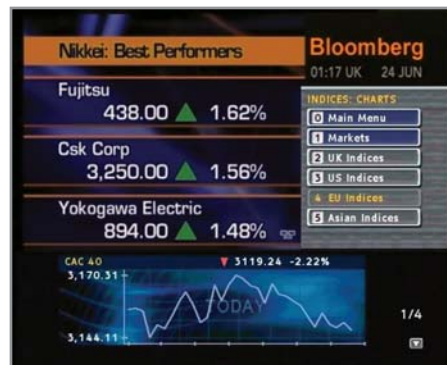 Nikkei: Best Performers
Bloomberg
01:17 UK 24 JUN
Fujitsu
438.00 1.62%
Csk Corp
3,250.00 1.56%
Yokogawa Electric
894.00 1.48%
INDICES: CHARTS
0 Main Menu
1 Markets
2 UK Indices
3 US Indices
4 EU Indices
5 Asian Indices
CAC 40 3119.24 -2.22%
3,170.31
TODAY
3,144.11
1/4